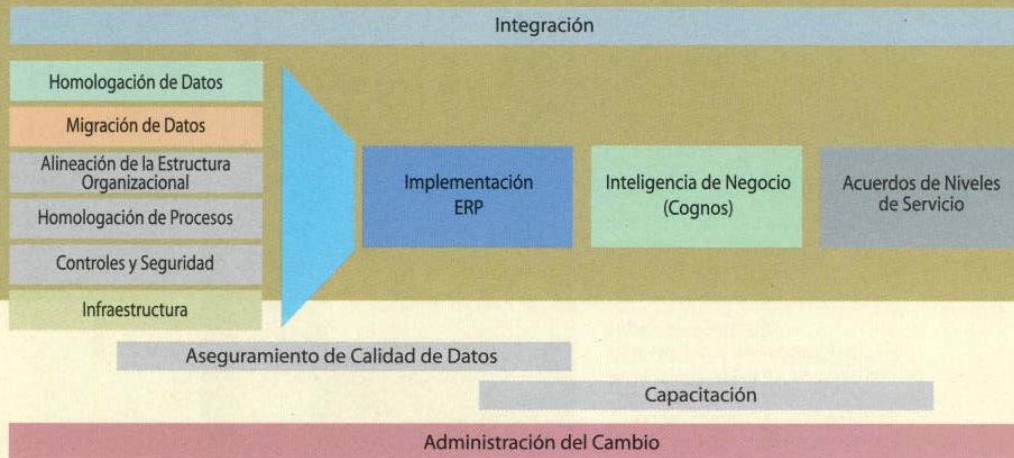 Integración
Homologación de Datos
Migración de Datos
Alineación de la Estructura
Organizacional
Homologación de Procesos
Controles y Seguridad
Infraestructura
Implementación
ERP
Inteligencia de Negocio
(Cognos)
Acuerdos de Niveles
de Servicio
Aseguramiento de Calidad de Datos
Capacitación
Administración del Cambio